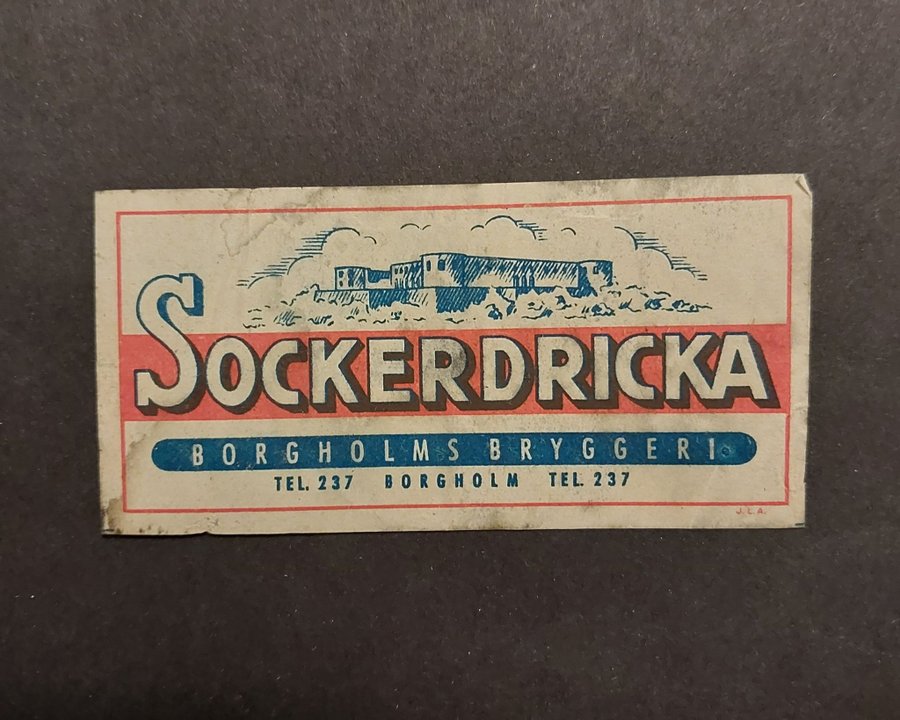 SOCKERDRICKA
BORGHOLMS BRYGGERI
TEL. 237 BORGHOLM TEL. 237
J.L.A.